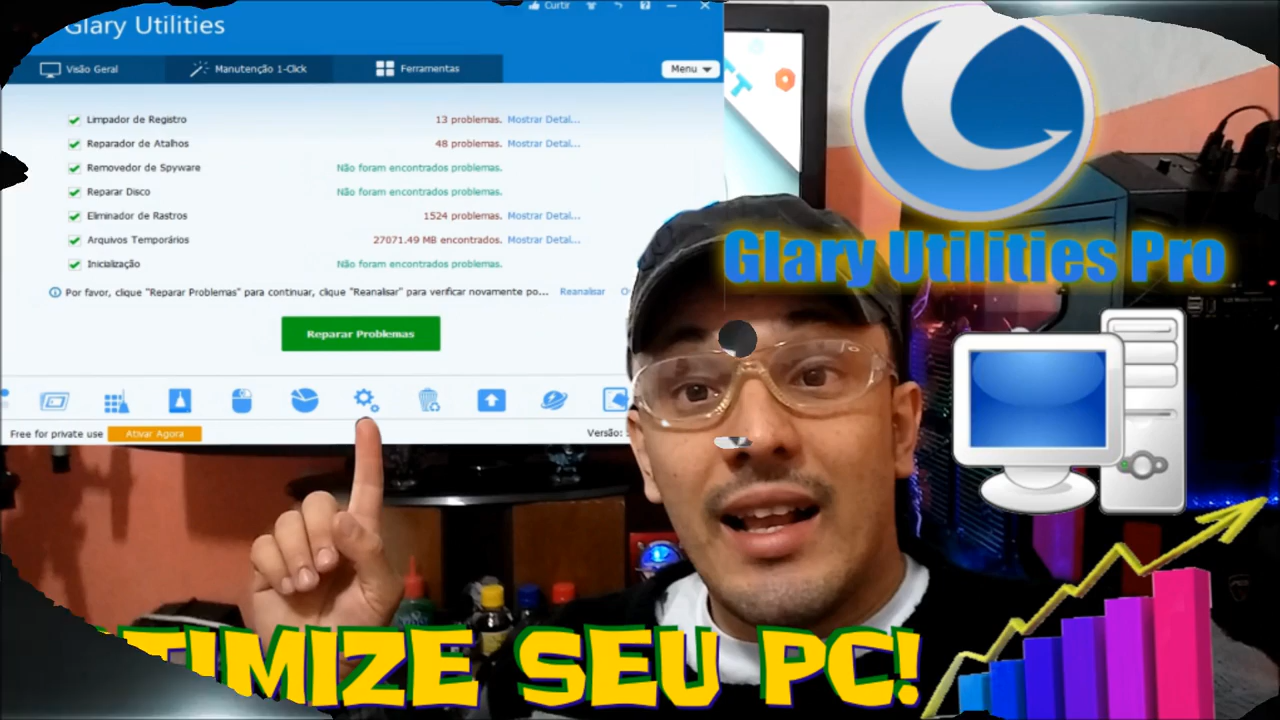 Glary Utilities
Curtir
Visão Geral
Manutenção 1-Click
Ferramentas
Menu
Limpador de Registro 13 problemas. Mostrar Detal...
Reparador de Atalhos 48 problemas. Mostrar Detal...
Removedor de Spyware Não foram encontrados problemas.
Reparar Disco Não foram encontrados problemas.
Eliminador de Rastros 1524 problemas. Mostrar Detal...
Arquivos Temporários 27071.49 MB encontrados. Mostrar Detal...
Inicialização Não foram encontrados problemas.
Por favor, clique "Reparar Problemas" para continuar, clique "Reanalisar" para verificar novamente po... Reanalisar
Reparar Problemas
Free for private use Ativar Agora
Versão:
Glary Utilities Pro
TIMIZE SEU PC!